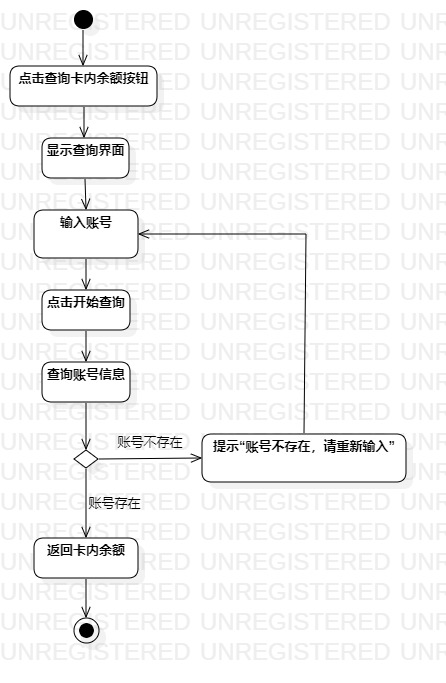 点击查询卡内余额按钮
显示查询界面
输入账号
点击开始查询
查询账号信息
账号不存在
提示“账号不存在，请重新输入”
账号存在
返回卡内余额
UNREGISTERED